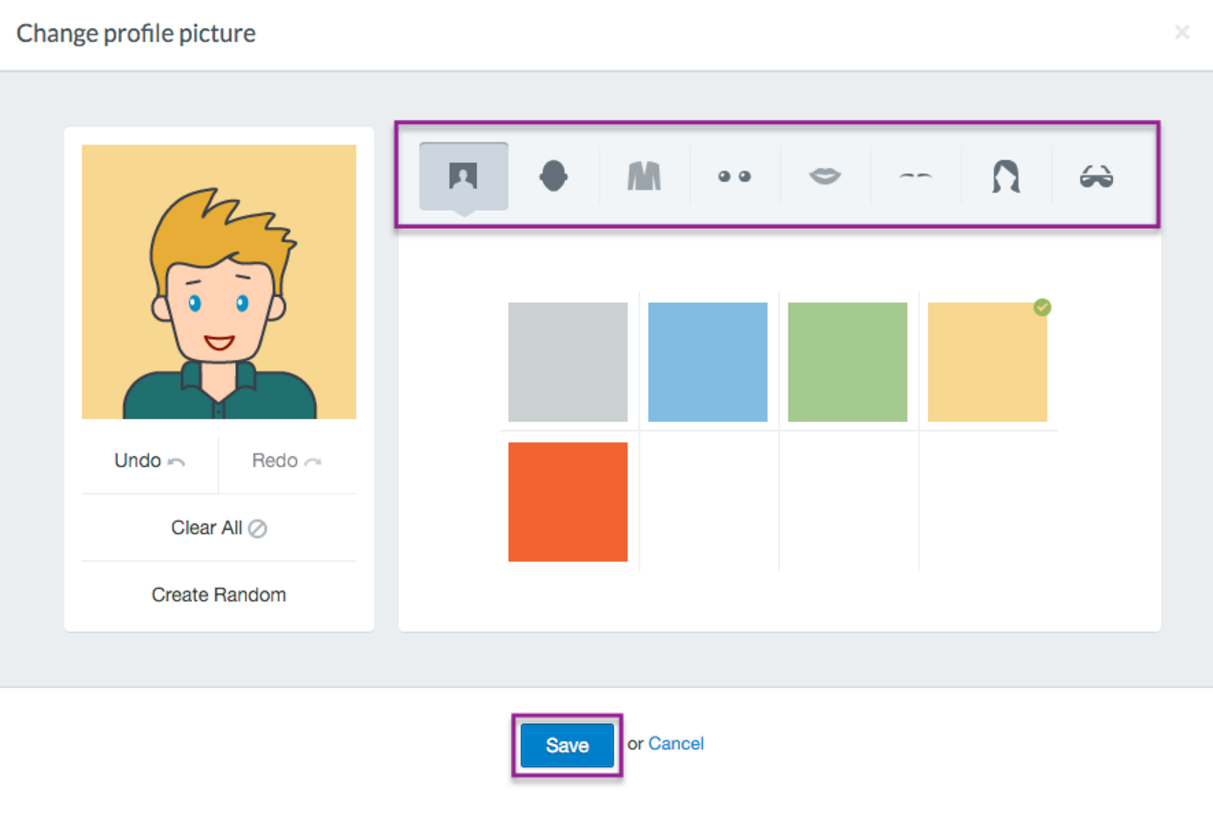 Change profile picture
Undo
Redo
Clear All
Create Random
Save or Cancel